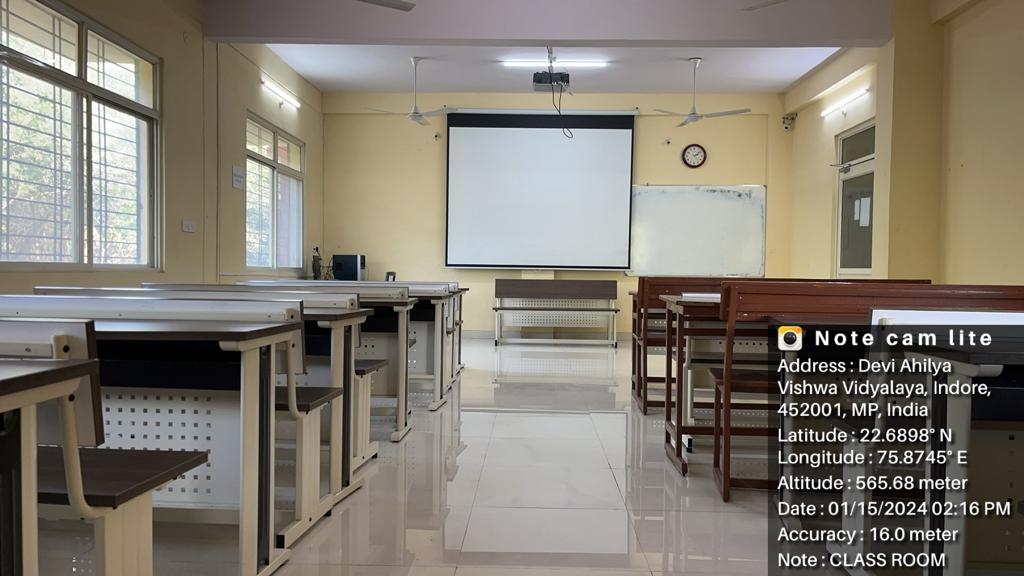 Note cam lite
Address : Devi Ahilya
Vishwa Vidyalaya, Indore,
452001, MP, India
Latitude : 22.6898° N
Longitude : 75.8745° E
Altitude : 565.68 meter
Date : 01/15/2024 02:16 PM
Accuracy : 16.0 meter
Note : CLASS ROOM